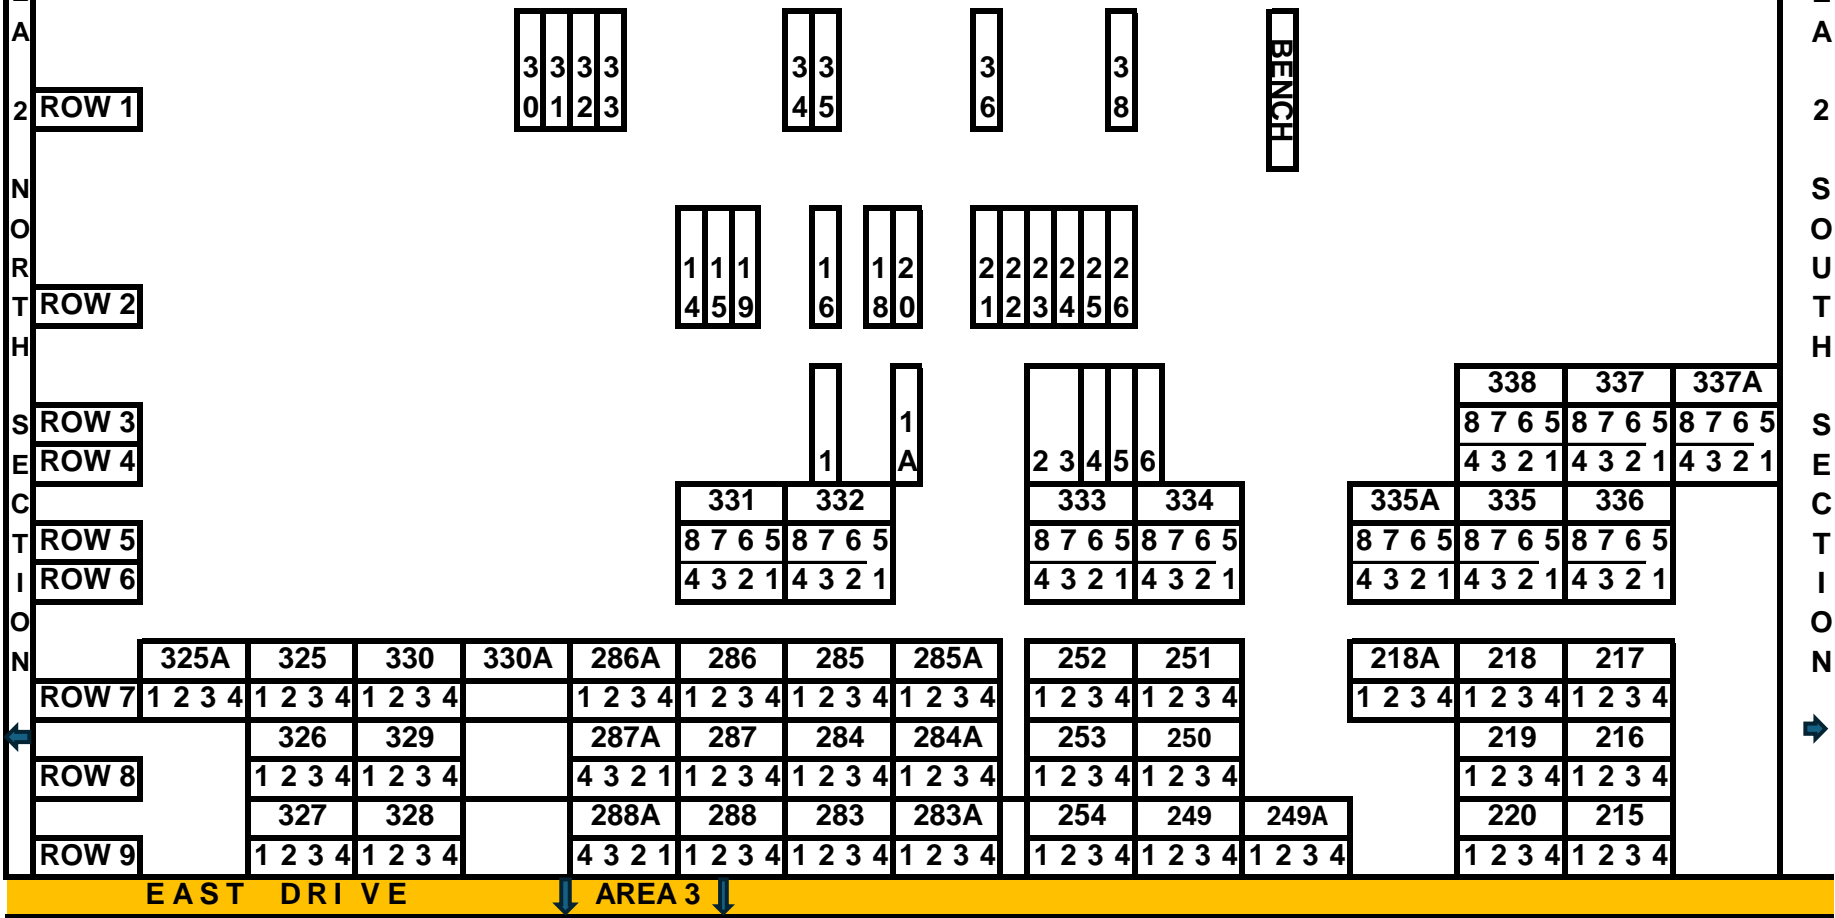 3 3 3 3 3 3 3 3 BENCH
ROW 1 0 1 2 3 4 5 6 8
1 1 1 1 1 2 2 2 2 2 2 2
ROW 2 4 5 9 6 8 0 1 2 3 4 5 6
338 337 337A
ROW 3 1 8 7 6 5 8 7 6 5 8 7 6 5
ROW 4 1 A 2 3 4 5 6 4 3 2 1 4 3 2 1 4 3 2 1
331 332 333 334 335A 335 336
ROW 5 8 7 6 5 8 7 6 5 8 7 6 5 8 7 6 5 8 7 6 5 8 7 6 5 8 7 6 5
ROW 6 4 3 2 1 4 3 2 1 4 3 2 1 4 3 2 1 4 3 2 1 4 3 2 1 4 3 2 1
325A 325 330 330A 286A 286 285 285A 252 251 218A 218 217
ROW 7 1 2 3 4 1 2 3 4 1 2 3 4 1 2 3 4 1 2 3 4 1 2 3 4 1 2 3 4 1 2 3 4 1 2 3 4 1 2 3 4 1 2 3 4 1 2 3 4
326 329 287A 287 284 284A 253 250 219 216
ROW 8 1 2 3 4 1 2 3 4 4 3 2 1 1 2 3 4 1 2 3 4 1 2 3 4 1 2 3 4 1 2 3 4 1 2 3 4 1 2 3 4
327 328 288A 288 283 283A 254 249 249A 220 215
ROW 9 1 2 3 4 1 2 3 4 4 3 2 1 1 2 3 4 1 2 3 4 1 2 3 4 1 2 3 4 1 2 3 4 1 2 3 4 1 2 3 4 1 2 3 4
EAST DRIVE AREA 3
A 2 NORTH SECTION
A 2 SOUTH SECTION